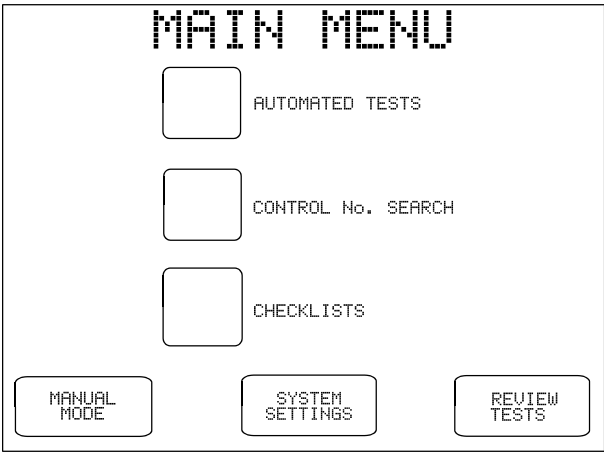 MAIN MENU
AUTOMATED TESTS
CONTROL No. SEARCH
CHECKLISTS
MANUAL
MODE
SYSTEM
SETTINGS
REVIEW
TESTS